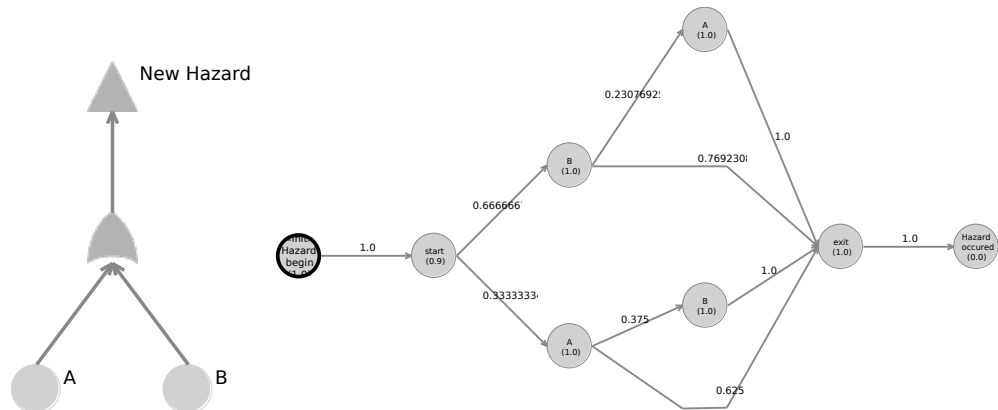 New Hazard
A
B
Hazard
begin
1.0
start
(0.9)
0.666666
0.3333333
B
(1.0)
A
(1.0)
0.2307692
0.769230
0.375
0.625
A
(1.0)
B
(1.0)
1.0
1.0
exit
(1.0)
1.0
Hazard
occured
(0.0)